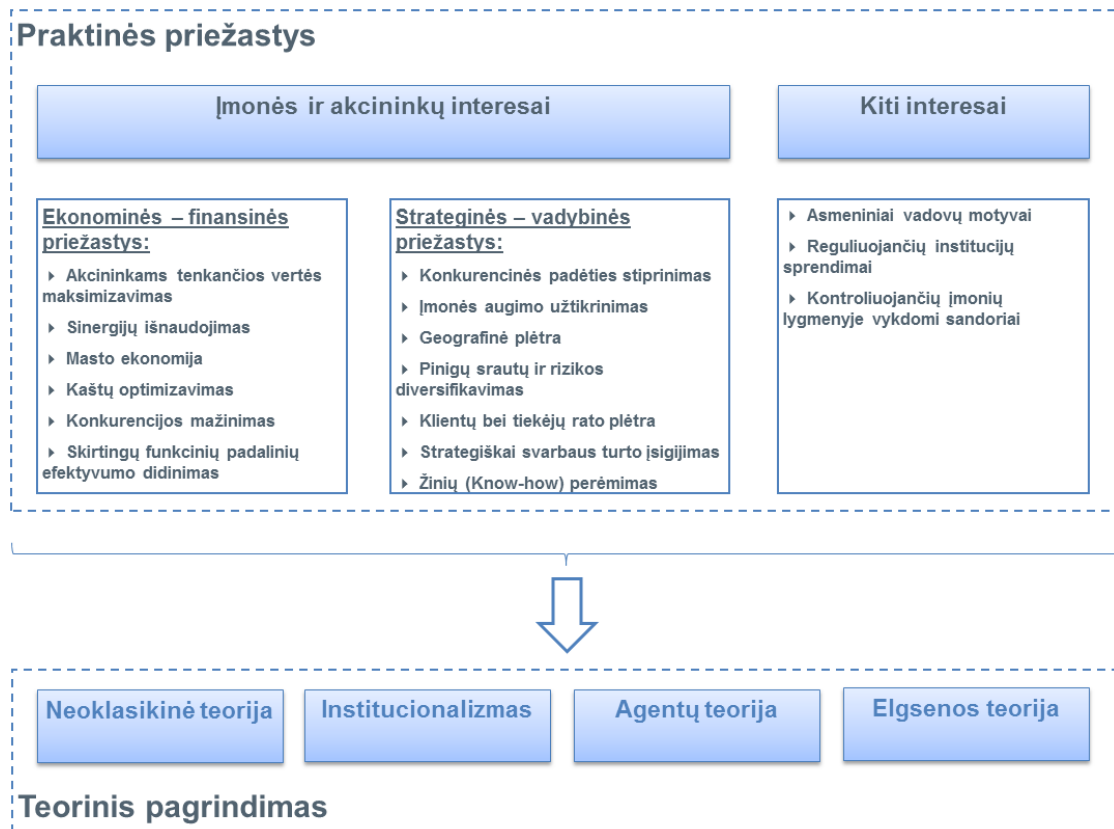 Praktinės priežastys
Įmonės ir akcininkų interesai
Kiti interesai
Ekonominės – finansinės
priežastys:
‣ Akcininkams tenkančios vertės
maksimizavimas
‣ Sinergijų išnaudojimas
‣ Masto ekonomija
‣ Kaštų optimizavimas
‣ Konkurencijos mažinimas
‣ Skirtingų funkcinių padalinių
efektyvumo didinimas
Strateginės – vadybinės
priežastys:
‣ Konkurencinės padėties stiprinimas
‣ Įmonės augimo užtikrinimas
‣ Geografinė plėtra
‣ Pinigų srautų ir rizikos
diversifikavimas
‣ Klientų bei tiekėjų rato plėtra
‣ Strategiškai svarbaus turto įsigijimas
‣ Žinių (Know-how) perėmimas
‣ Asmeniniai vadovų motyvai
‣ Reguliuojančių institucijų
sprendimai
‣ Kontroliuojančių įmonių
lygmenyje vykdomi sandoriai
Neoklasikinė teorija
Institucionalizmas
Agentų teorija
Elgsenos teorija
Teorinis pagrindimas